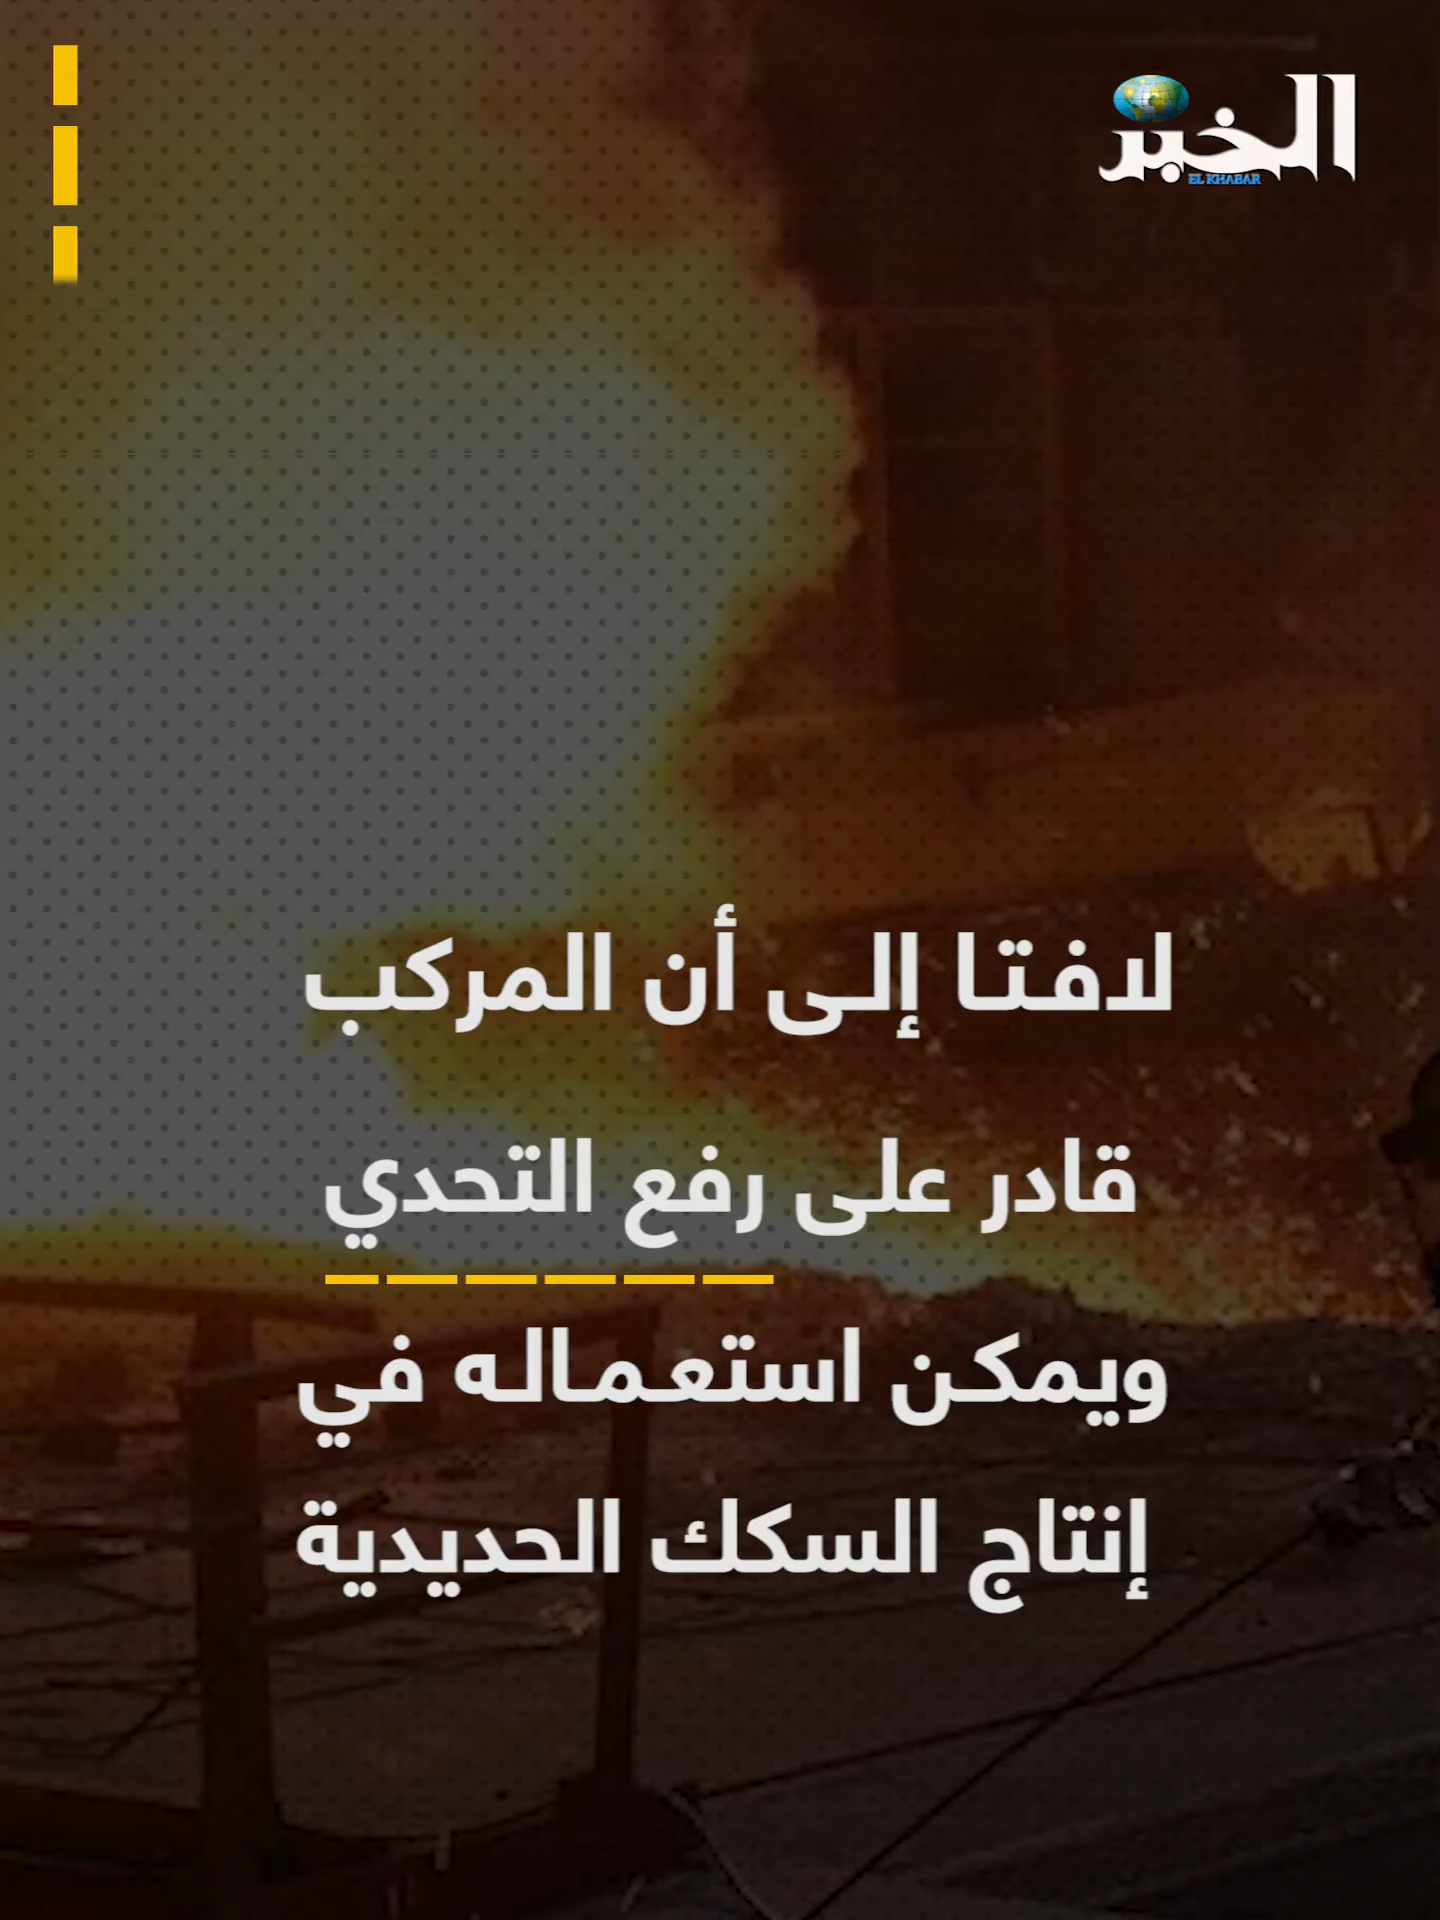 الخبر
EL KHABAR
لافتا إلى أن المركب
قادر على رفع التحدي
ويمكن استعماله في
إنتاج السكك الحديدية